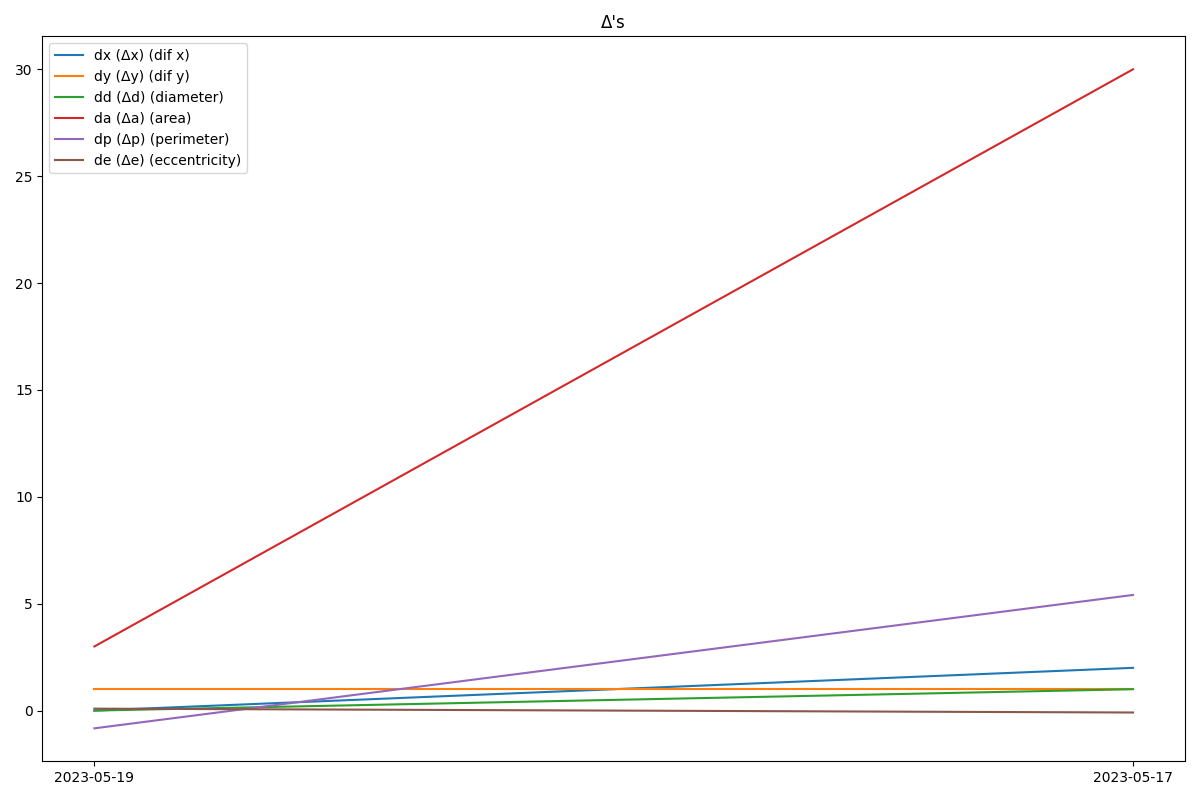 Δ's
dx (Δx) (dif x)
dy (Δy) (dif y)
dd (Δd) (diameter)
da (Δa) (area)
dp (Δp) (perimeter)
de (Δe) (eccentricity)
30
25
20
15
10
5
0
2023-05-19 2023-05-17